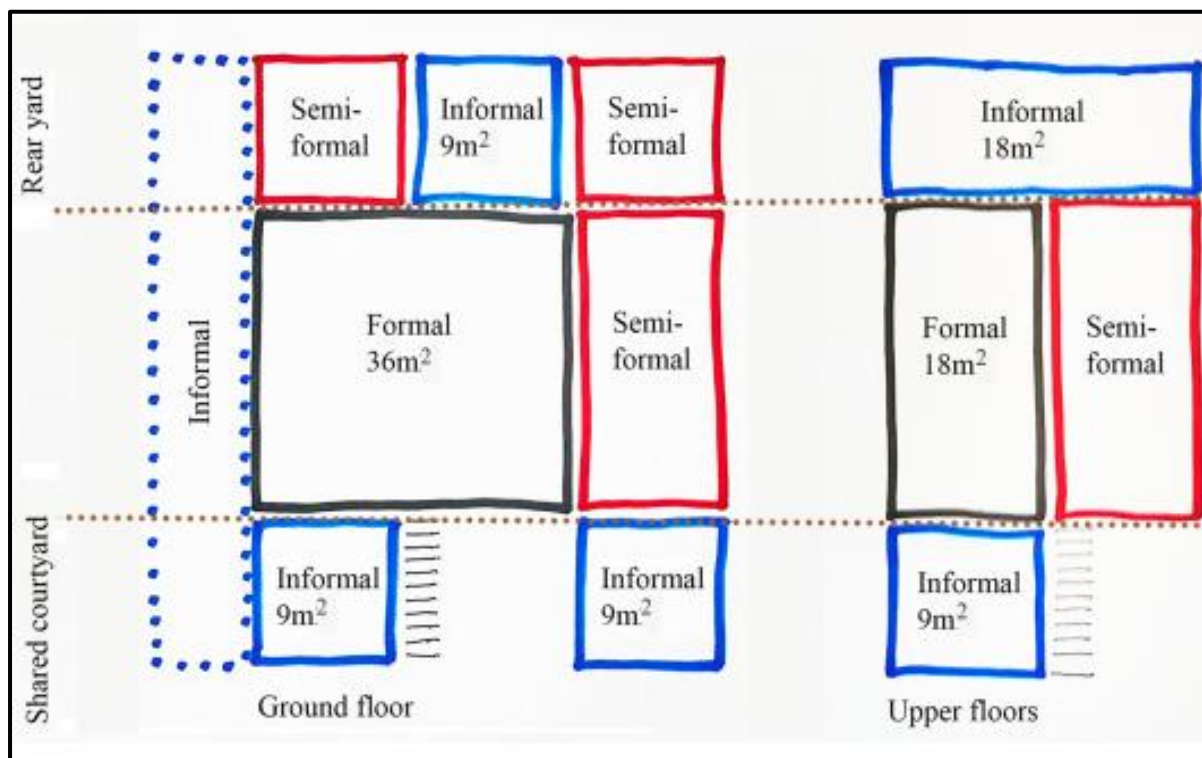 Rear yard
Semi-
formal
Informal
9m²
Semi-
formal
Informal
18m²
Informal
Formal
36m²
Semi-
formal
Formal
18m²
Semi-
formal
Shared courtyard
Informal
9m²
Informal
9m²
Informal
9m²
Ground floor
Upper floors